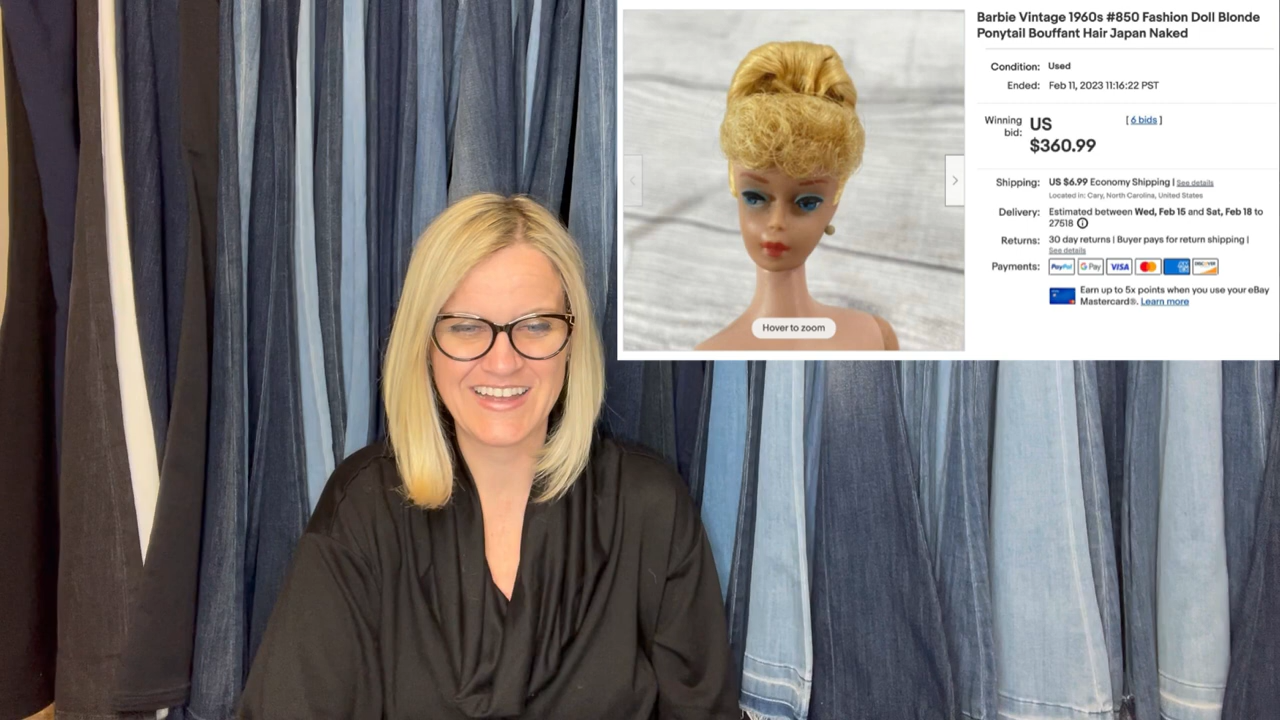 Barbie Vintage 1960s #850 Fashion Doll Blonde
Ponytail Bouffant Hair Japan Naked
Condition: Used
Ended: Feb 11, 2023 11:16:22 PST
Winning bid: US $360.99 [ 6 bids ]
Shipping: US $6.99 Economy Shipping | See details
Located in: Cary, North Carolina, United States
Delivery: Estimated between Wed, Feb 15 and Sat, Feb 18 to
27518
Returns: 30 day returns | Buyer pays for return shipping |
See details
Payments: PayPal G Pay VISA DISCOVER
Earn up to 5x points when you use your eBay
Mastercard®. Learn more
Hover to zoom